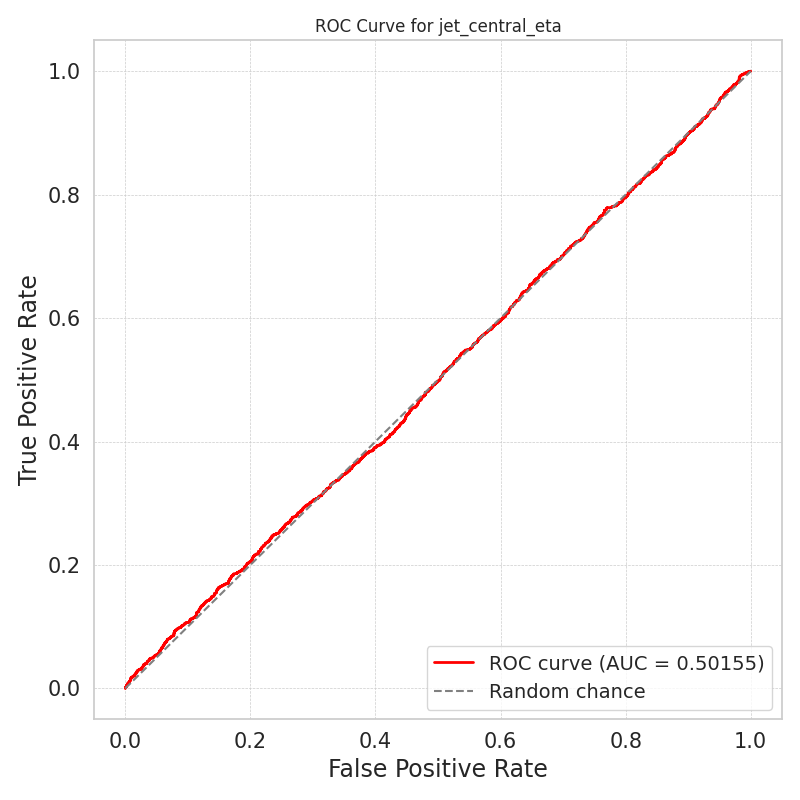 ROC Curve for jet_central_eta
True Positive Rate
1.0
0.8
0.6
0.4
0.2
0.0
ROC curve (AUC = 0.50155)
Random chance
0.0 0.2 0.4 0.6 0.8 1.0
False Positive Rate